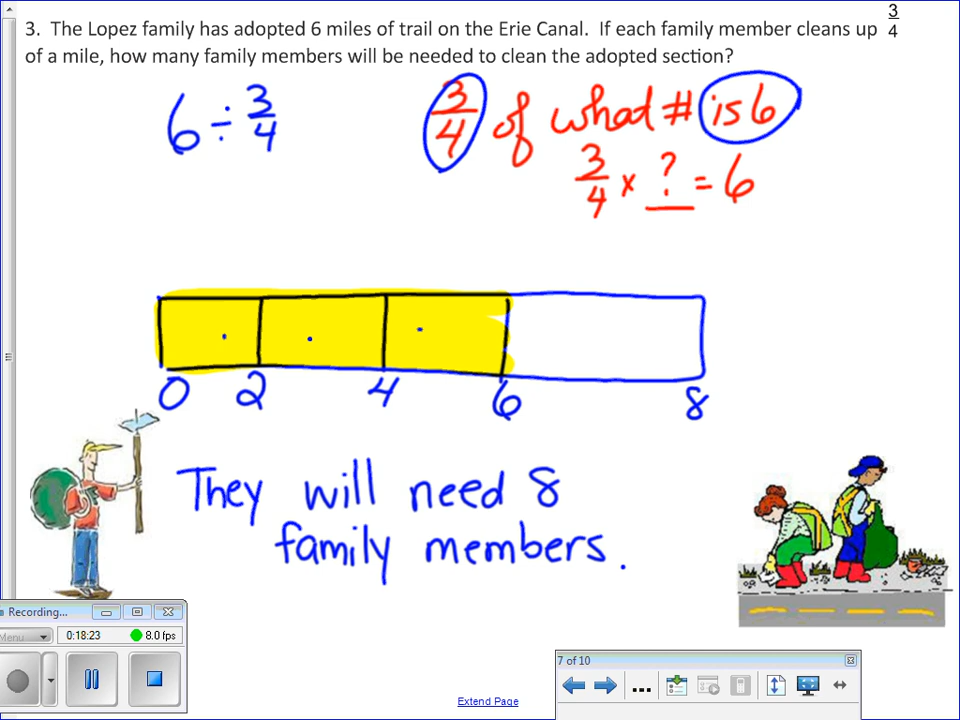 3. The Lopez family has adopted 6 miles of trail on the Erie Canal. If each family member cleans up 3/4
of a mile, how many family members will be needed to clean the adopted section?
6 ÷ 3/4
3/4 of what # is 6
3/4 × ? = 6
0 2 4 6 8
They will need 8
family members.
Recording...
Menu
0:18:23
8.0 fps
7 of 10
...
Extend Page